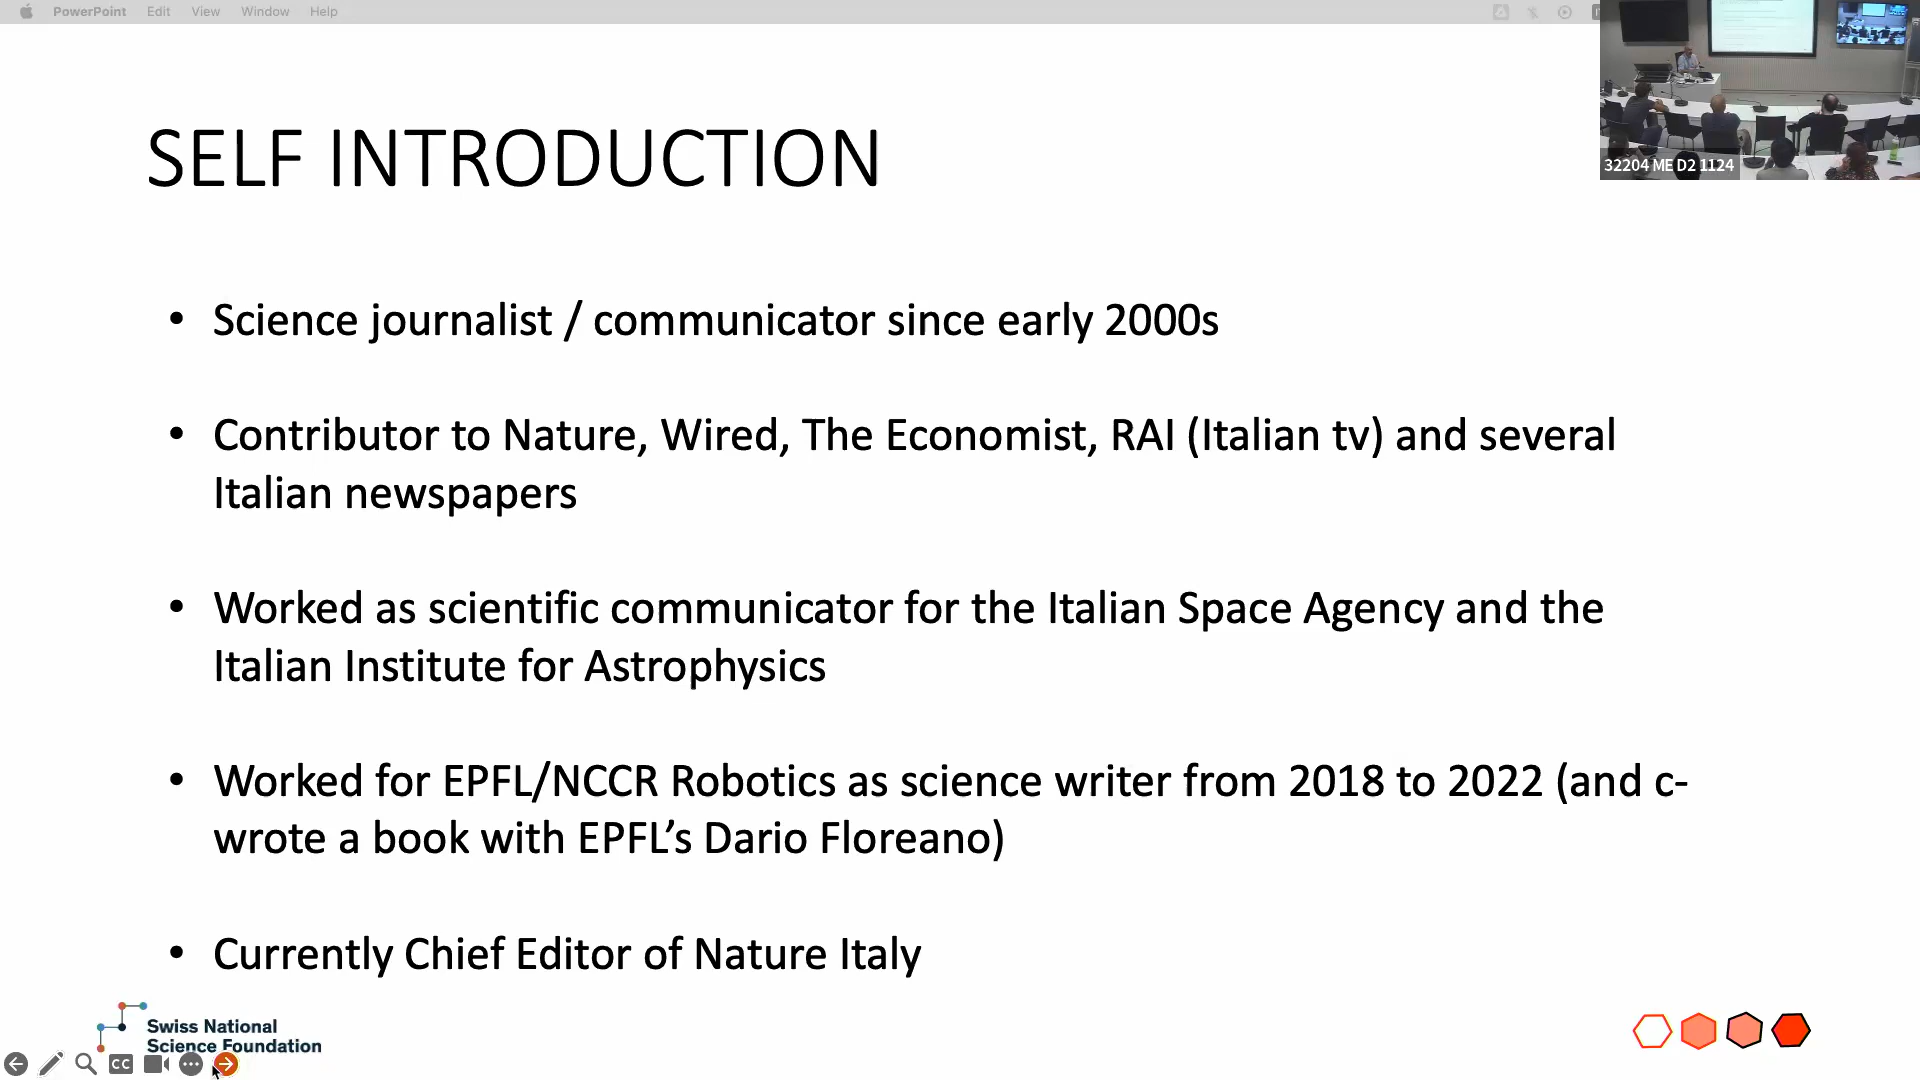 PowerPoint Edit View Window Help
32204 ME D2 1124
SELF INTRODUCTION
• Science journalist / communicator since early 2000s
• Contributor to Nature, Wired, The Economist, RAI (Italian tv) and several
Italian newspapers
• Worked as scientific communicator for the Italian Space Agency and the
Italian Institute for Astrophysics
• Worked for EPFL/NCCR Robotics as science writer from 2018 to 2022 (and c-
wrote a book with EPFL’s Dario Floreano)
• Currently Chief Editor of Nature Italy
Swiss National
Science Foundation
CC